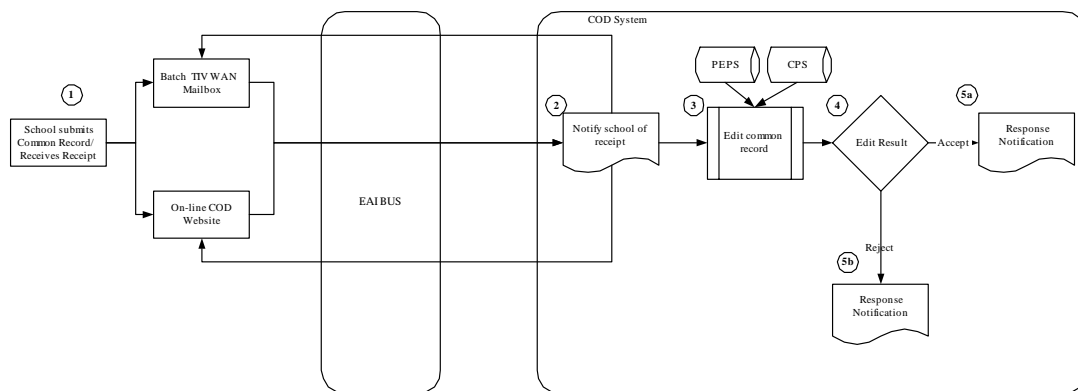 COD System
PEPS
CPS
1
Batch TIV WAN
Mailbox
2
3
4
5a
School submits
Common Record/
Receives Receipt
Notify school of
receipt
Edit common
record
Edit Result
Accept
Response
Notification
On-line COD
Website
EAI BUS
Reject
5b
Response
Notification